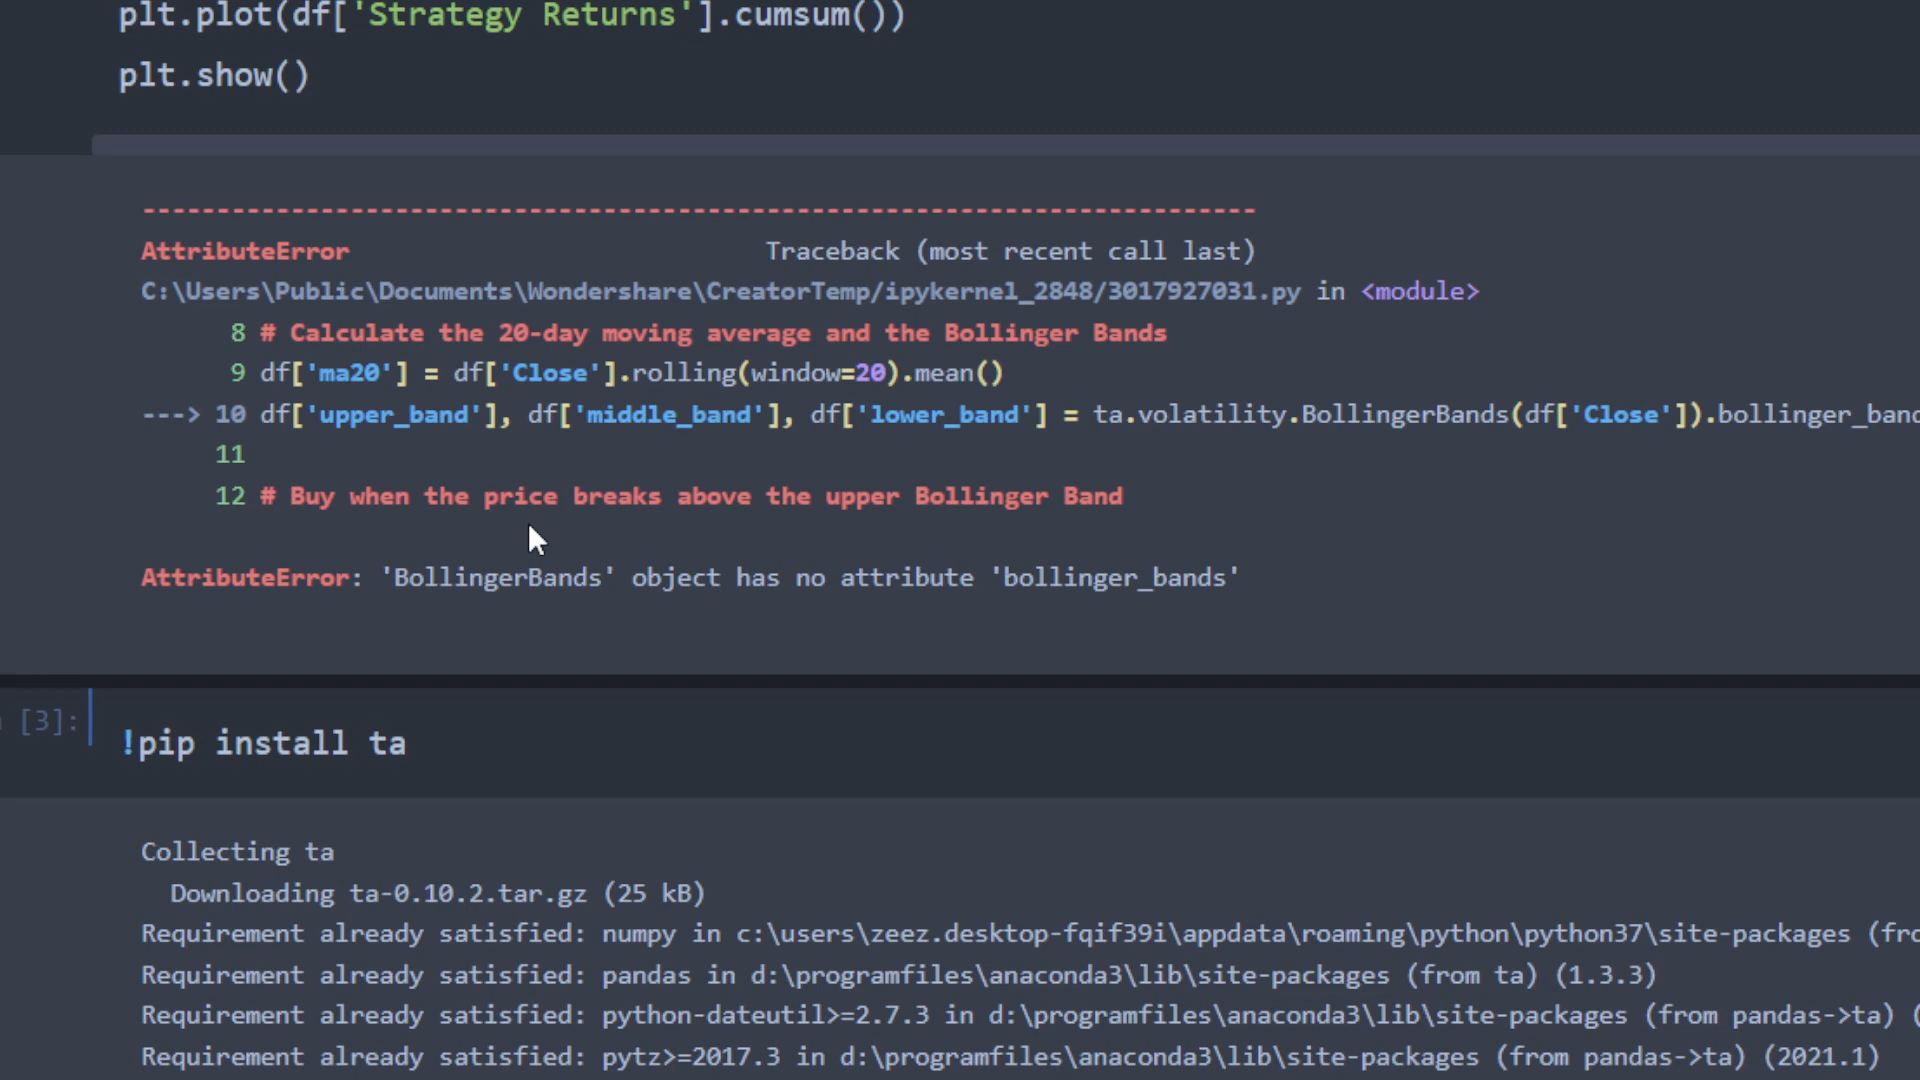 plt.plot(df['Strategy Returns'].cumsum())
plt.show()
---------------------------------------------------------------------------
AttributeError Traceback (most recent call last)
C:\Users\Public\Documents\Wondershare\CreatorTemp/ipykernel_2848/3017927031.py in <module>
8 # Calculate the 20-day moving average and the Bollinger Bands
9 df['ma20'] = df['Close'].rolling(window=20).mean()
---> 10 df['upper_band'], df['middle_band'], df['lower_band'] = ta.volatility.BollingerBands(df['Close']).bollinger_band
11
12 # Buy when the price breaks above the upper Bollinger Band
AttributeError: 'BollingerBands' object has no attribute 'bollinger_bands'
[3]:
!pip install ta
Collecting ta
Downloading ta-0.10.2.tar.gz (25 kB)
Requirement already satisfied: numpy in c:\users\zeez.desktop-fqif39i\appdata\roaming\python\python37\site-packages (fro
Requirement already satisfied: pandas in d:\programfiles\anaconda3\lib\site-packages (from ta) (1.3.3)
Requirement already satisfied: python-dateutil>=2.7.3 in d:\programfiles\anaconda3\lib\site-packages (from pandas->ta) (
Requirement already satisfied: pytz>=2017.3 in d:\programfiles\anaconda3\lib\site-packages (from pandas->ta) (2021.1)